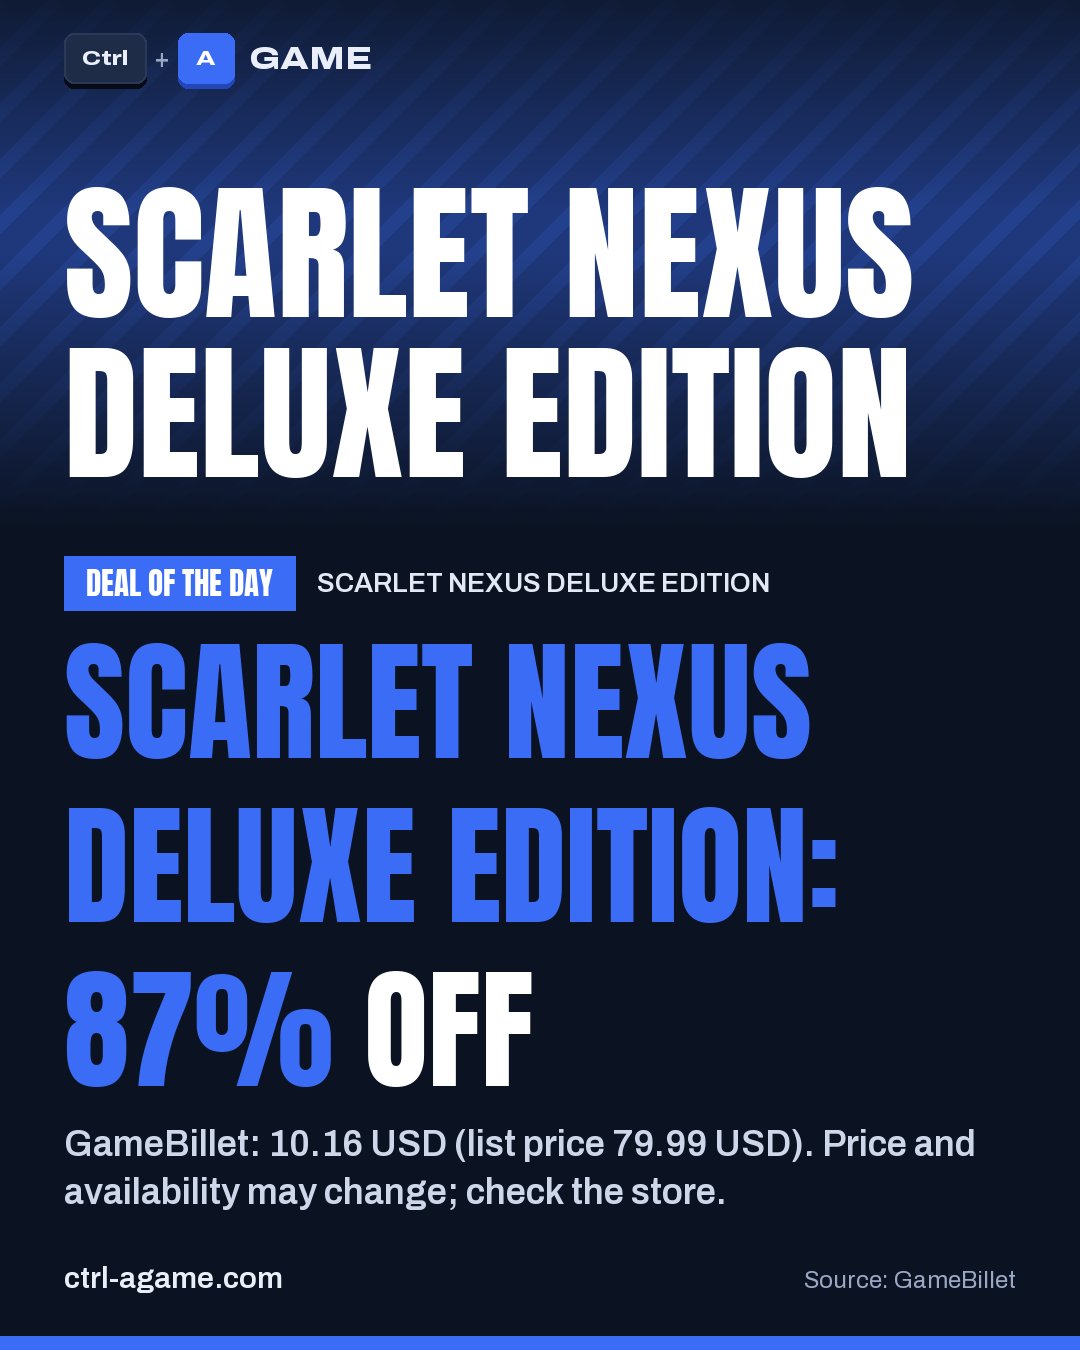 Ctrl + A GAME
SCARLET NEXUS
DELUXE EDITION
DEAL OF THE DAY SCARLET NEXUS DELUXE EDITION
SCARLET NEXUS
DELUXE EDITION:
87% OFF
GameBillet: 10.16 USD (list price 79.99 USD). Price and
availability may change; check the store.
ctrl-agame.com Source: GameBillet